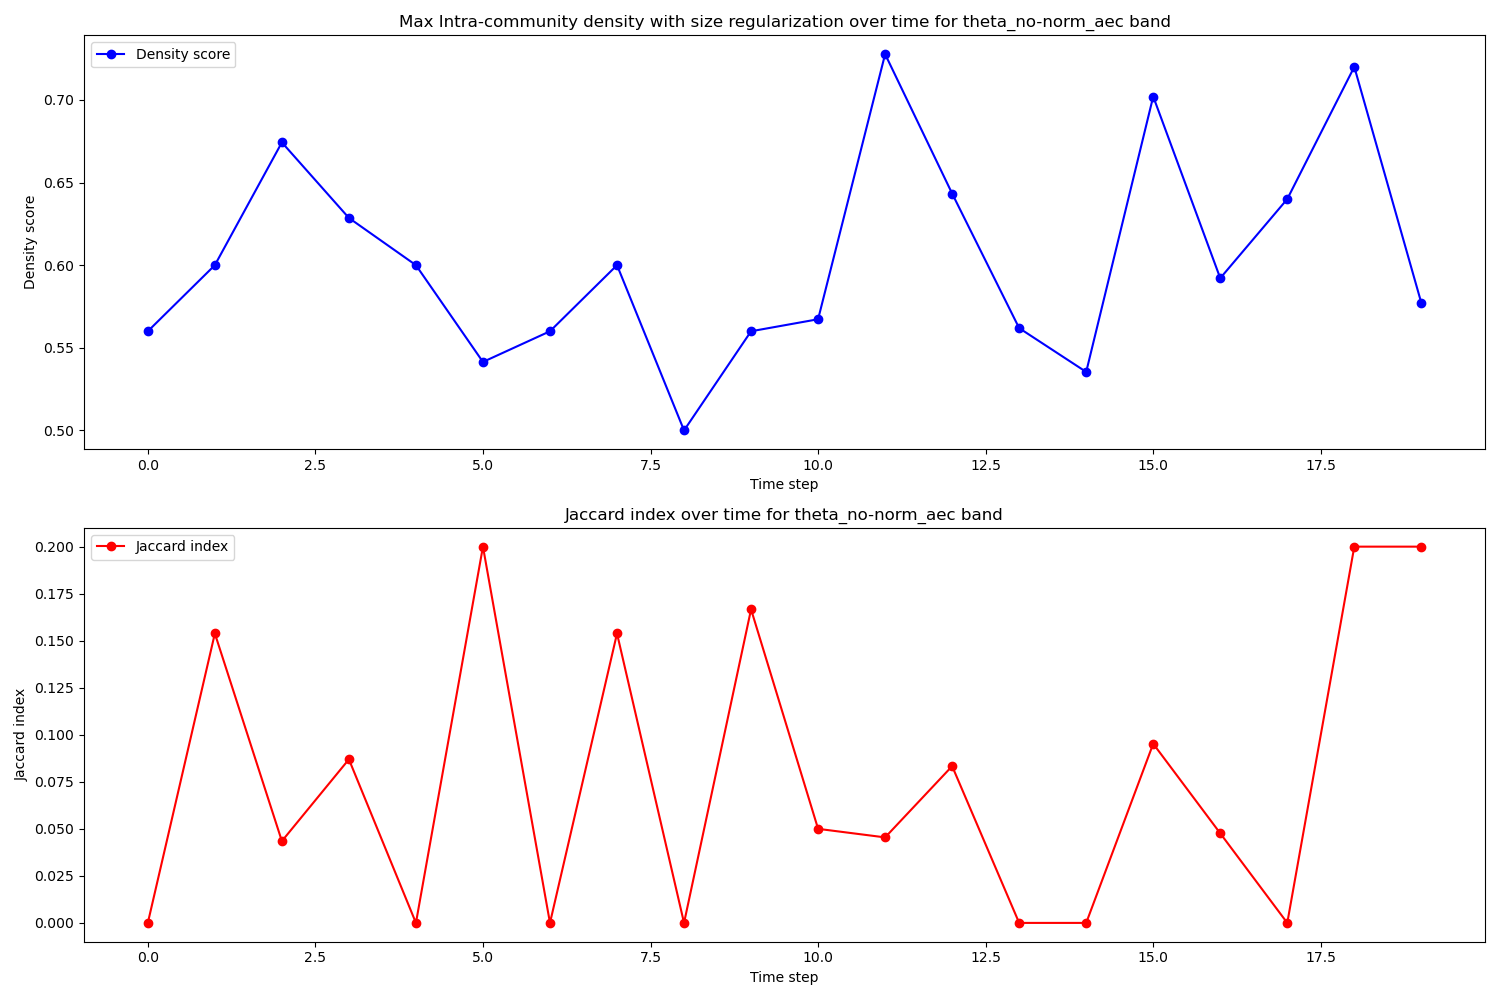 Max Intra-community density with size regularization over time for theta_no-norm_aec band
Density score
Density score
0.70
0.65
0.60
0.55
0.50
0.0 2.5 5.0 7.5 10.0 12.5 15.0 17.5
Time step
Jaccard index over time for theta_no-norm_aec band
Jaccard index
Jaccard index
0.200
0.175
0.150
0.125
0.100
0.075
0.050
0.025
0.000
0.0 2.5 5.0 7.5 10.0 12.5 15.0 17.5
Time step